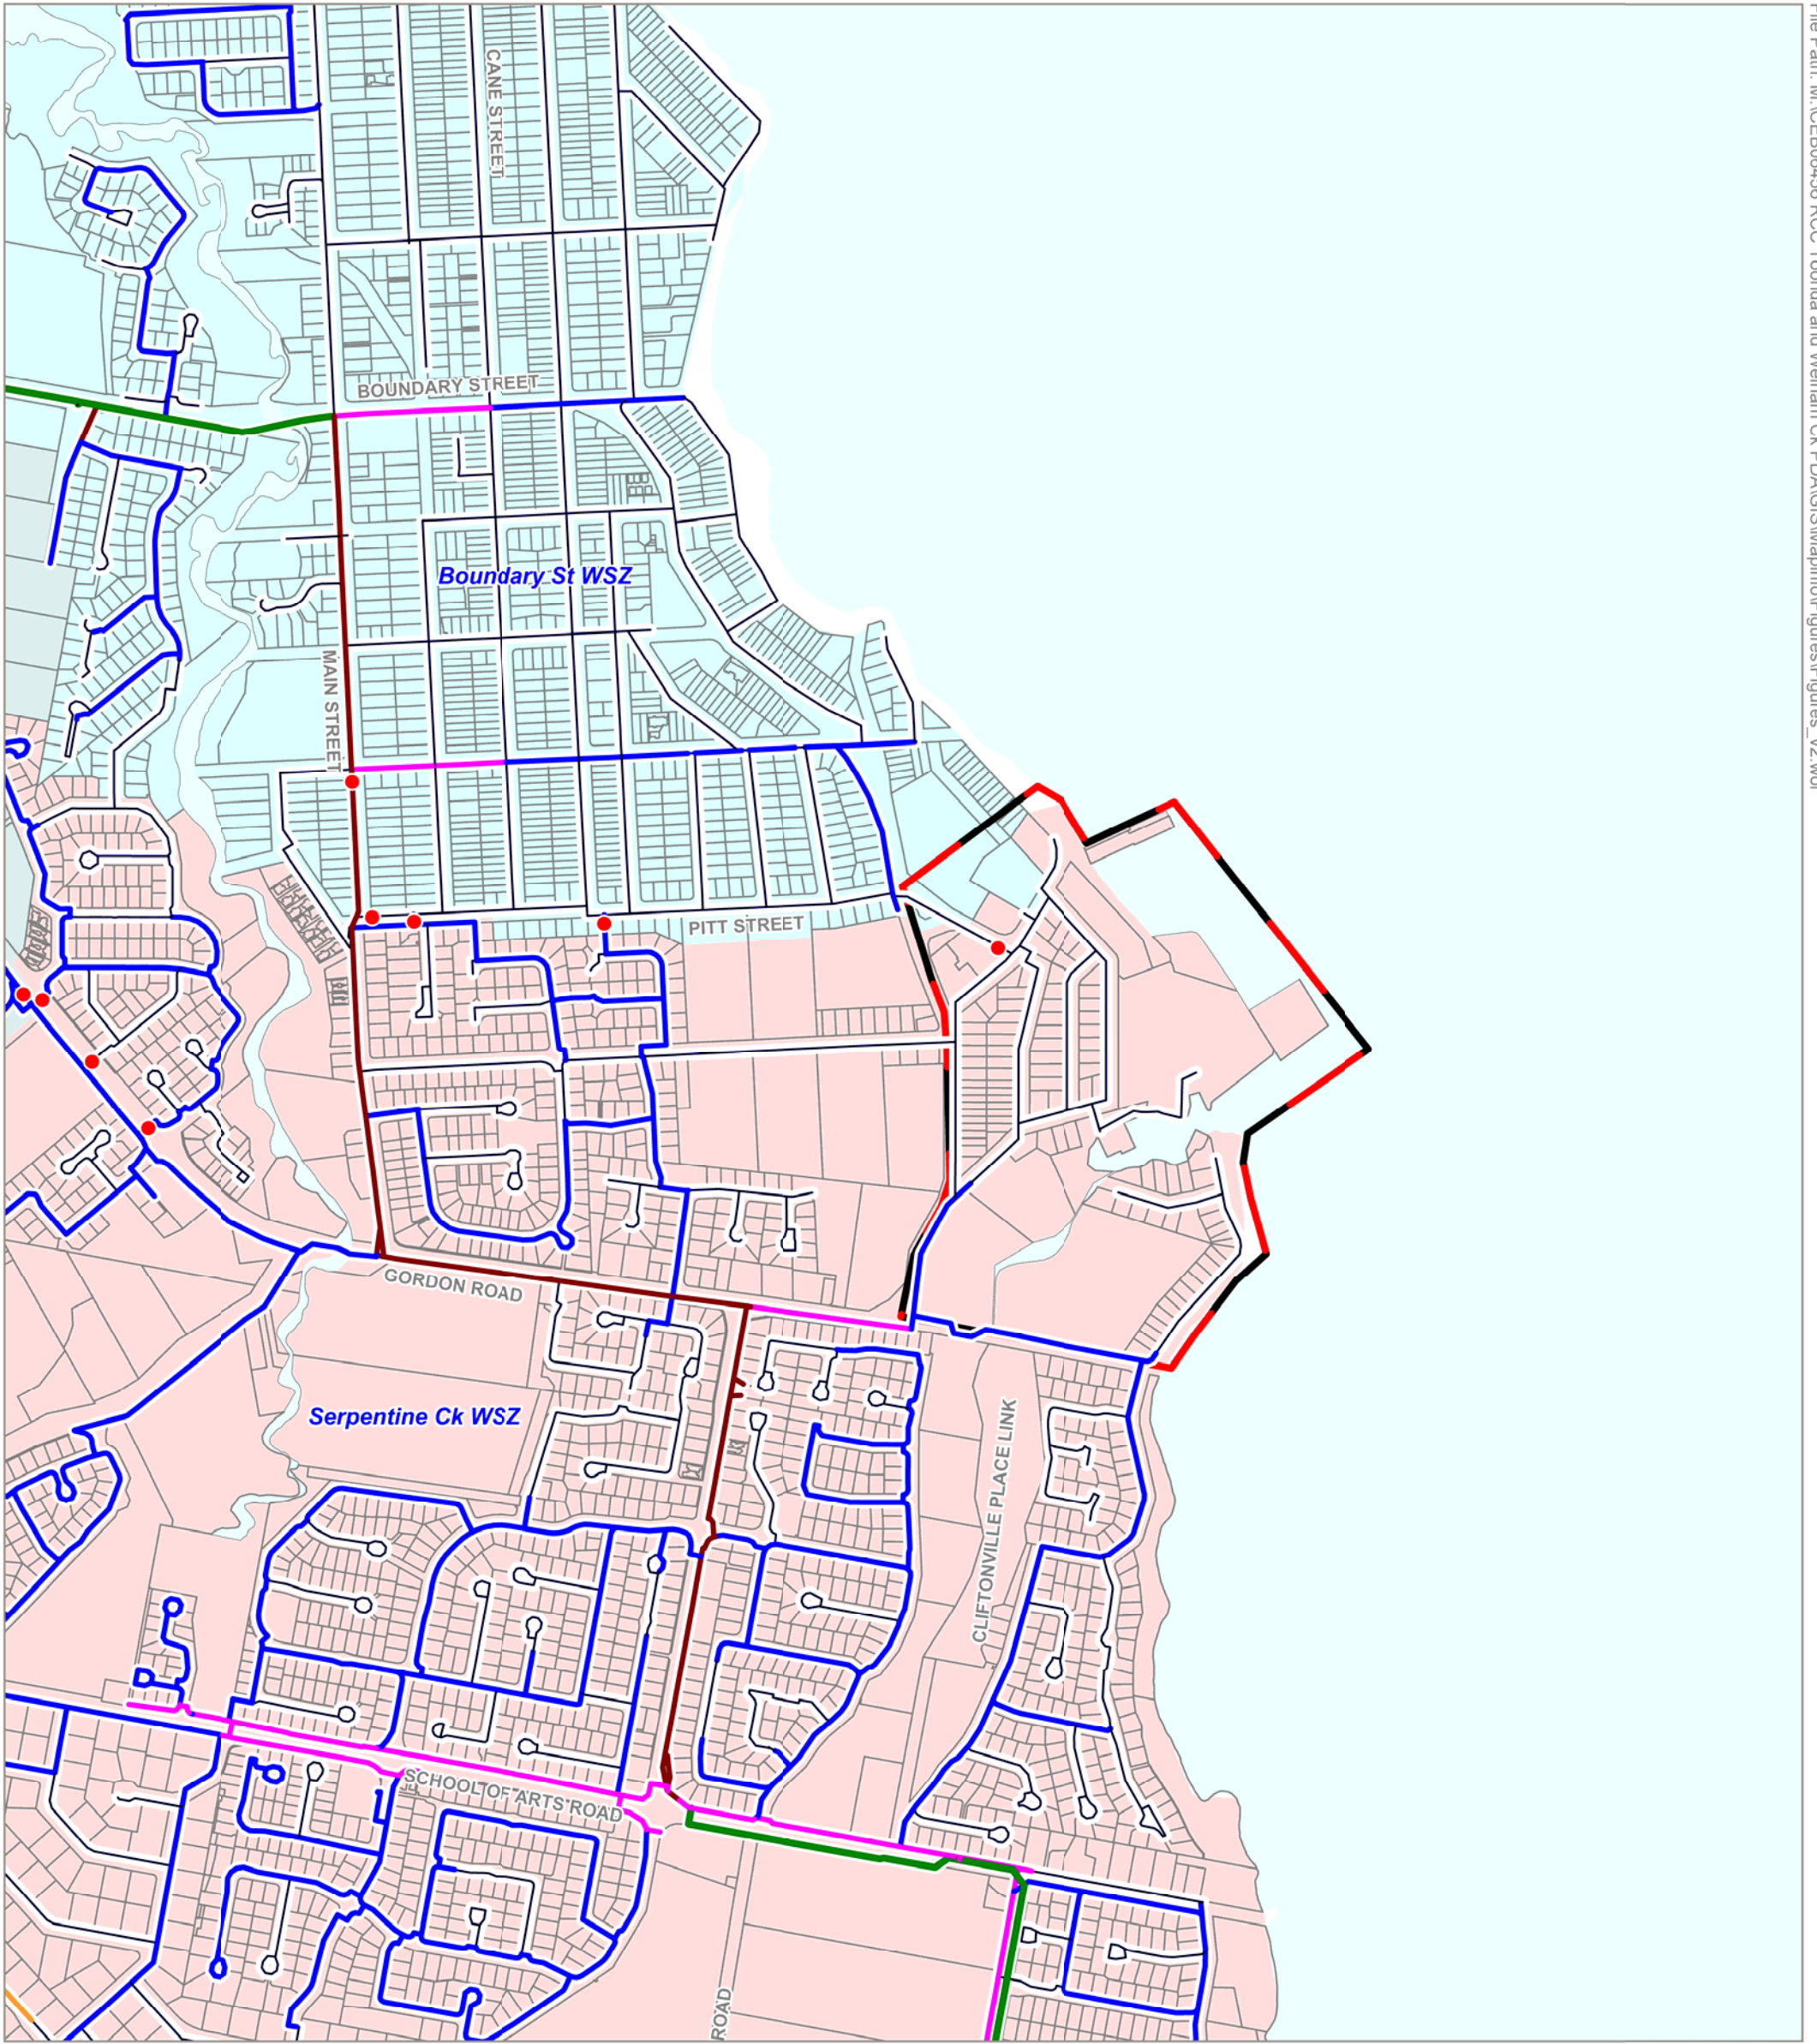 CANE STREET
BOUNDARY STREET
Boundary St WSZ
MAIN STREET
PITT STREET
GORDON ROAD
Serpentine Ck WSZ
CLIFTONVILLE PLACE LINK
SCHOOL OF ARTS ROAD
ROAD